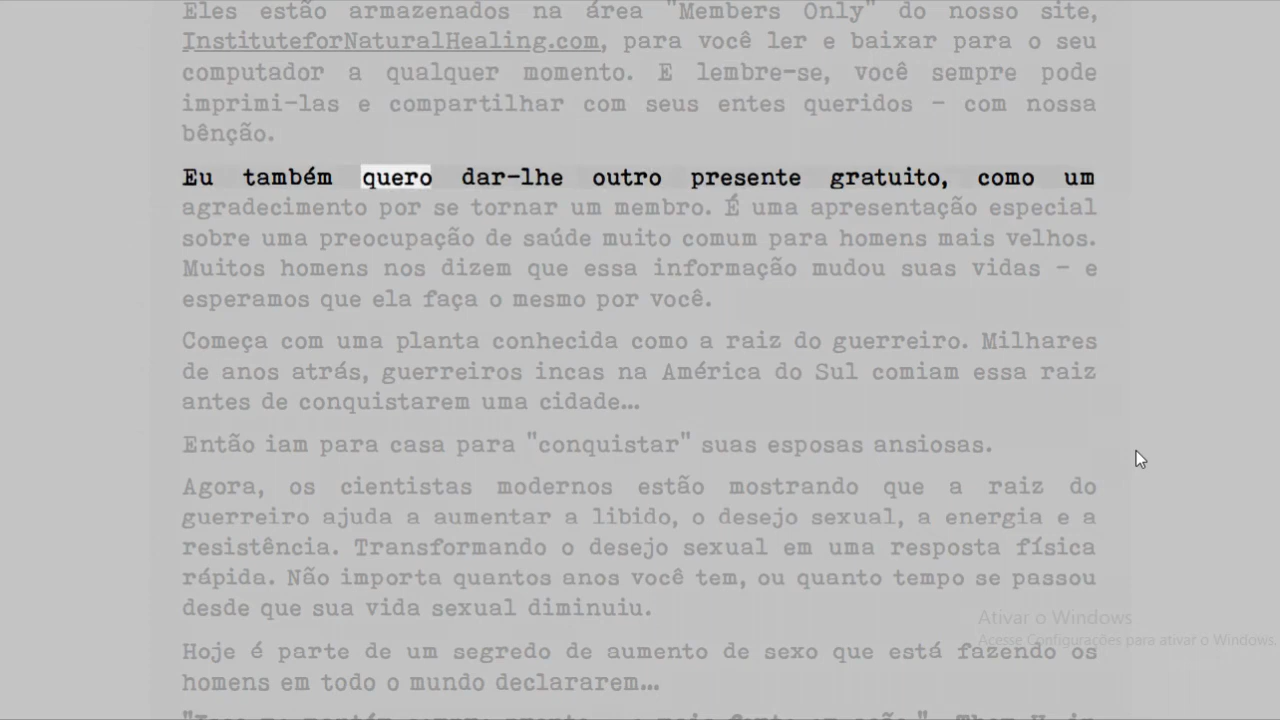 Eles estão armazenados na área "Members Only" do nosso site,
InstituteforNaturalHealing.com, para você ler e baixar para o seu
computador a qualquer momento. E lembre-se, você sempre pode
imprimi-las e compartilhar com seus entes queridos - com nossa
bênção.
Eu também quero dar-lhe outro presente gratuito, como um
agradecimento por se tornar um membro. É uma apresentação especial
sobre uma preocupação de saúde muito comum para homens mais velhos.
Muitos homens nos dizem que essa informação mudou suas vidas - e
esperamos que ela faça o mesmo por você.
Começa com uma planta conhecida como a raiz do guerreiro. Milhares
de anos atrás, guerreiros incas na América do Sul comiam essa raiz
antes de conquistarem uma cidade...
Então iam para casa para "conquistar" suas esposas ansiosas.
Agora, os cientistas modernos estão mostrando que a raiz do
guerreiro ajuda a aumentar a libido, o desejo sexual, a energia e a
resistência. Transformando o desejo sexual em uma resposta física
rápida. Não importa quantos anos você tem, ou quanto tempo se passou
desde que sua vida sexual diminuiu.
Ativar o Windows
Acesse Configurações para ativar o Windows.
Hoje é parte de um segredo de aumento de sexo que está fazendo os
homens em todo o mundo declararem...